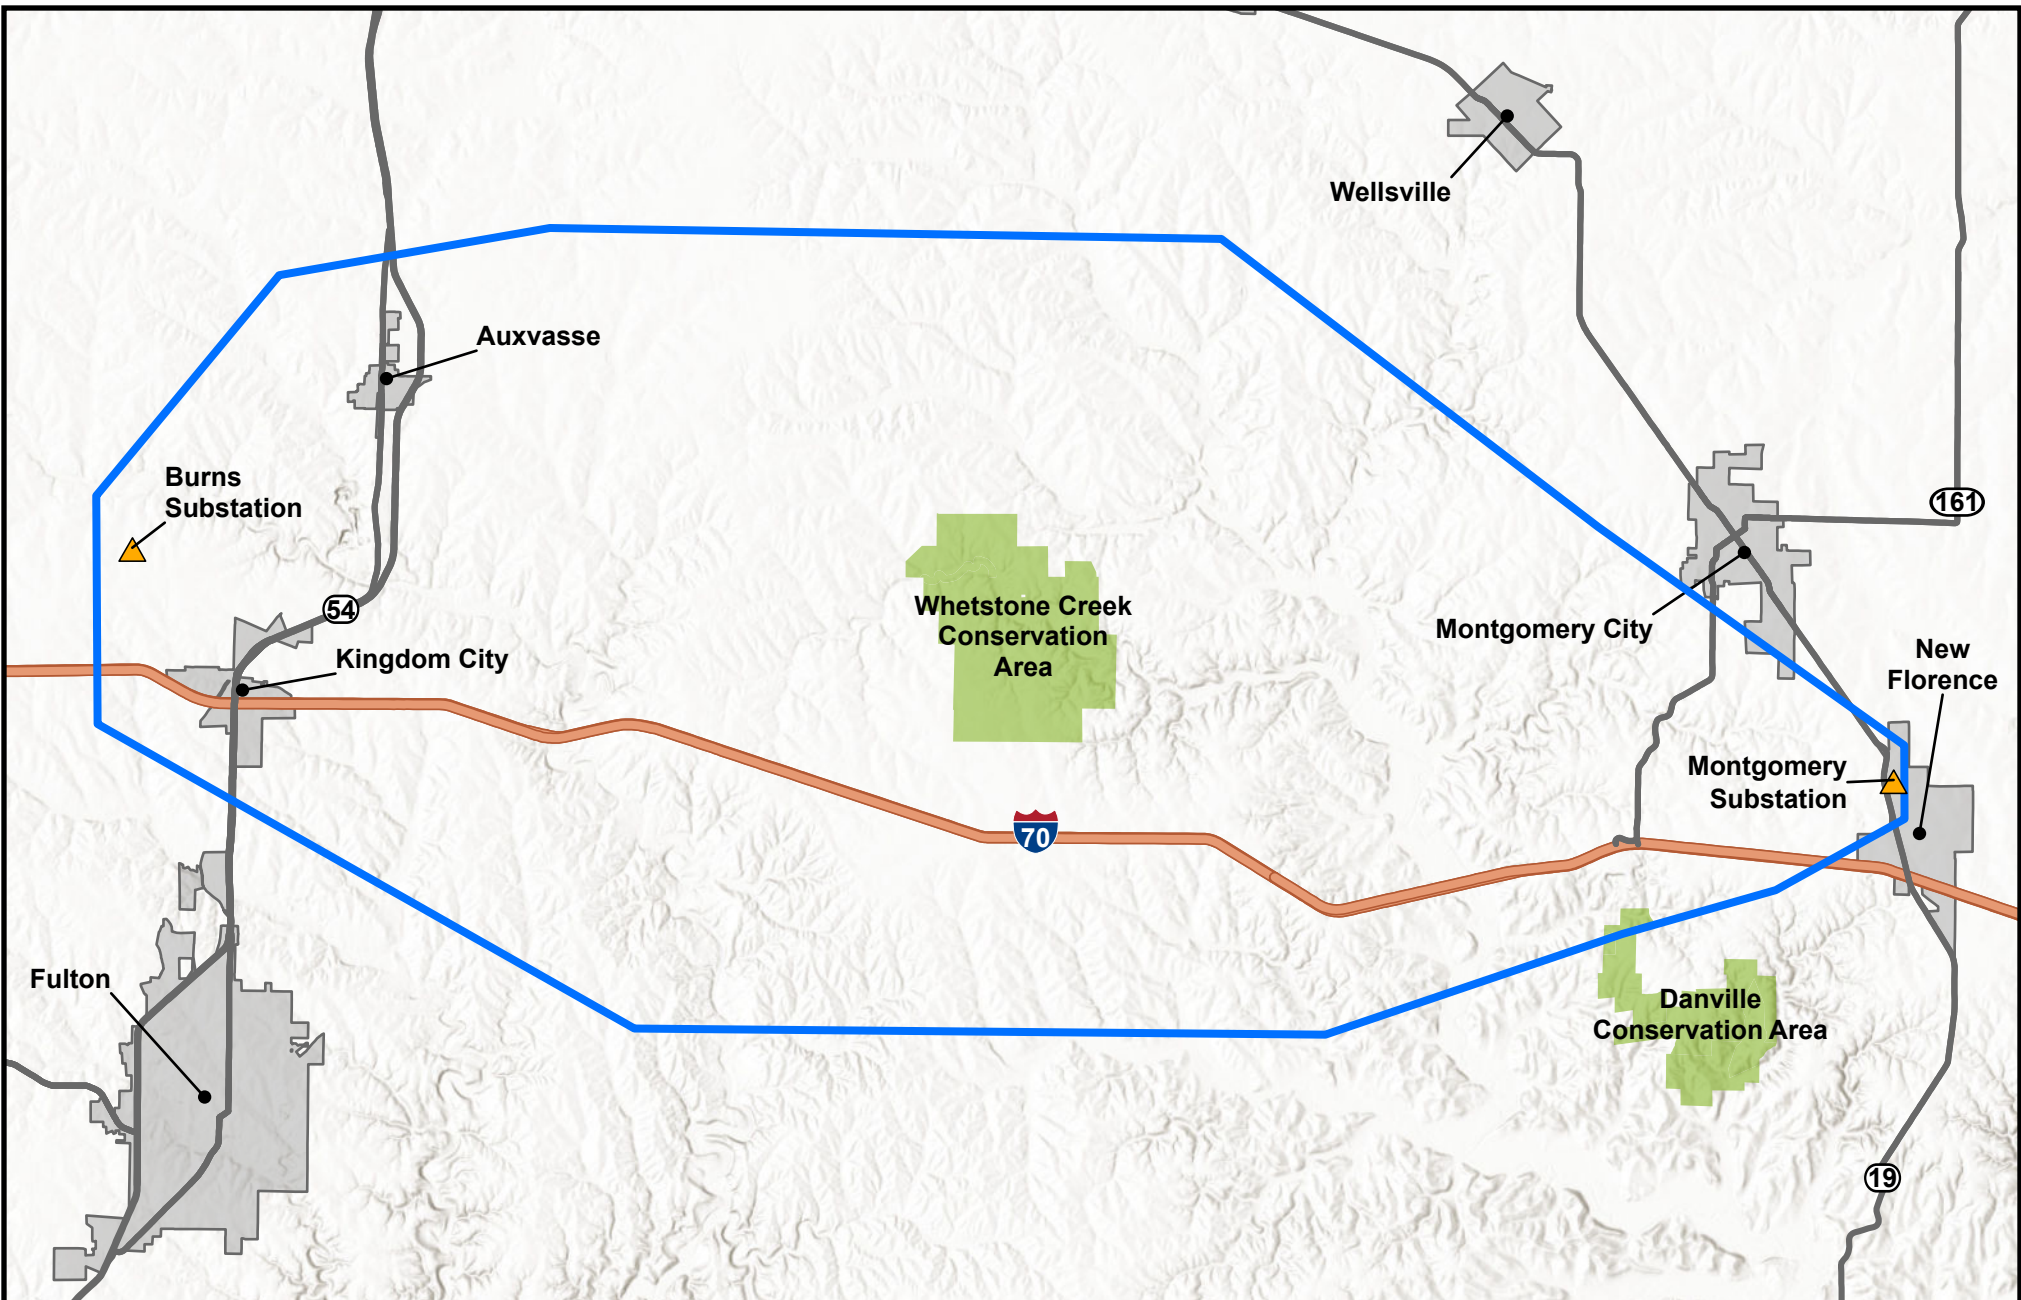 Wellsville
Auxvasse
Burns
Substation
161
54
Whetstone Creek
Conservation
Area
Montgomery City
Kingdom City
New
Florence
Montgomery
Substation
70
Fulton
Danville
Conservation Area
19